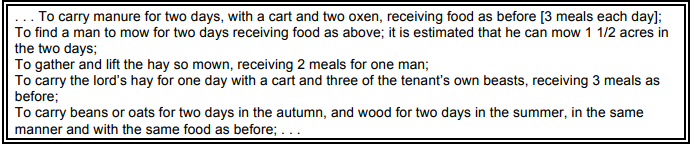 . . . To carry manure for two days, with a cart and two oxen, receiving food as before [3 meals each day];
To find a man to mow for two days receiving food as above; it is estimated that he can mow 1 1/2 acres in
the two days;
To gather and lift the hay so mown, receiving 2 meals for one man;
To carry the lord's hay for one day with a cart and three of the tenant's own beasts, receiving 3 meals as
before;
To carry beans or oats for two days in the autumn, and wood for two days in the summer, in the same
manner and with the same food as before; . . .